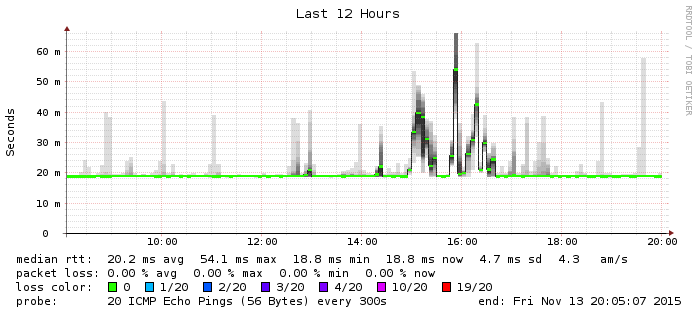 Last 12 Hours
RRDTOOL / TOBI OETIKER
Seconds
60 m
50 m
40 m
30 m
20 m
10 m
0
10:00 12:00 14:00 16:00 18:00 20:00
median rtt: 20.2 ms avg 54.1 ms max 18.8 ms min 18.8 ms now 4.7 ms sd 4.3 am/s
packet loss: 0.00 % avg 0.00 % max 0.00 % min 0.00 % now
loss color: 0 1/20 2/20 3/20 4/20 10/20 19/20
probe: 20 ICMP Echo Pings (56 Bytes) every 300s end: Fri Nov 13 20:05:07 2015